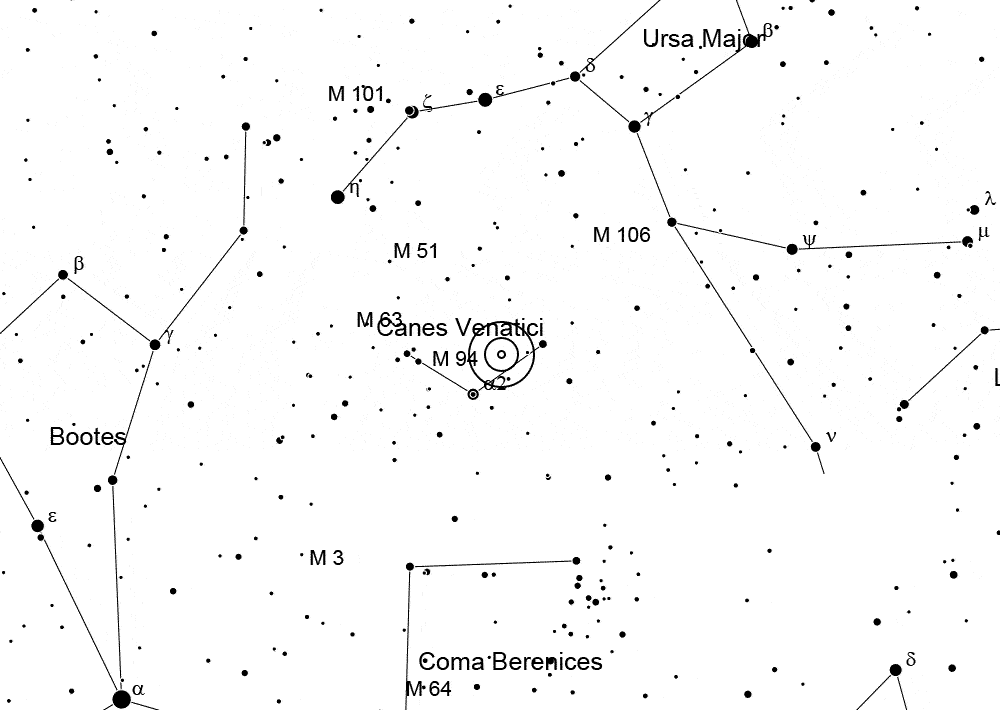 Ursa Major β
δ
M 101 ζ ε
γ
η
λ
M 106 ψ μ
M 51
β
M 63
Canes Venatici
γ
M 94
α2
L
Bootes
ν
ε
M 3
Coma Berenices
δ
M 64
α